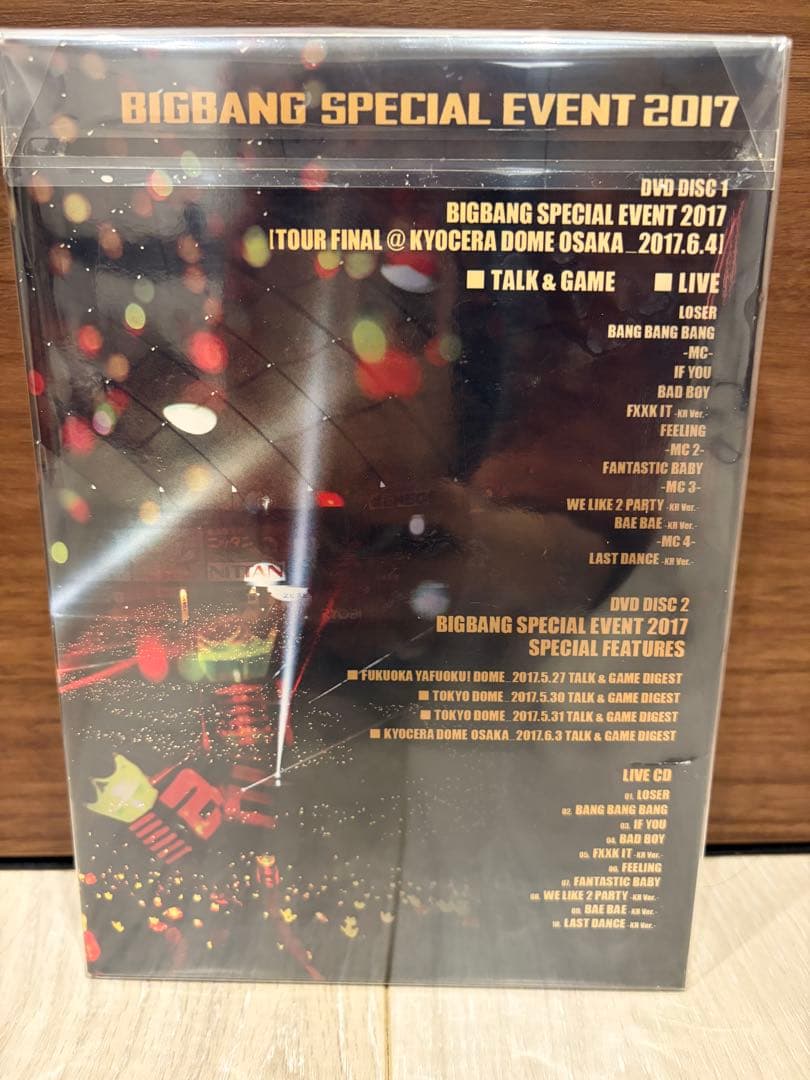 BIGBANG SPECIAL EVENT 2017
DVD DISC 1
BIGBANG SPECIAL EVENT 2017
[TOUR FINAL @ KYOCERA DOME OSAKA_2017.6.4]
■ TALK & GAME ■ LIVE
LOSER
BANG BANG BANG
-MC-
IF YOU
BAD BOY
FXXK IT -KR Ver.-
FEELING
-MC 2-
FANTASTIC BABY
-MC 3-
WE LIKE 2 PARTY -KR Ver.-
BAE BAE -KR Ver.-
-MC 4-
LAST DANCE -KR Ver.-
DVD DISC 2
BIGBANG SPECIAL EVENT 2017
SPECIAL FEATURES
■ FUKUOKA YAFUOKU! DOME_2017.5.27 TALK & GAME DIGEST
■ TOKYO DOME_2017.5.30 TALK & GAME DIGEST
■ TOKYO DOME_2017.5.31 TALK & GAME DIGEST
■ KYOCERA DOME OSAKA_2017.6.3 TALK & GAME DIGEST
LIVE CD
01. LOSER
02. BANG BANG BANG
03. IF YOU
04. BAD BOY
05. FXXK IT -KR Ver.-
06. FEELING
07. FANTASTIC BABY
08. WE LIKE 2 PARTY -KR Ver.-
09. BAE BAE -KR Ver.-
10. LAST DANCE -KR Ver.-